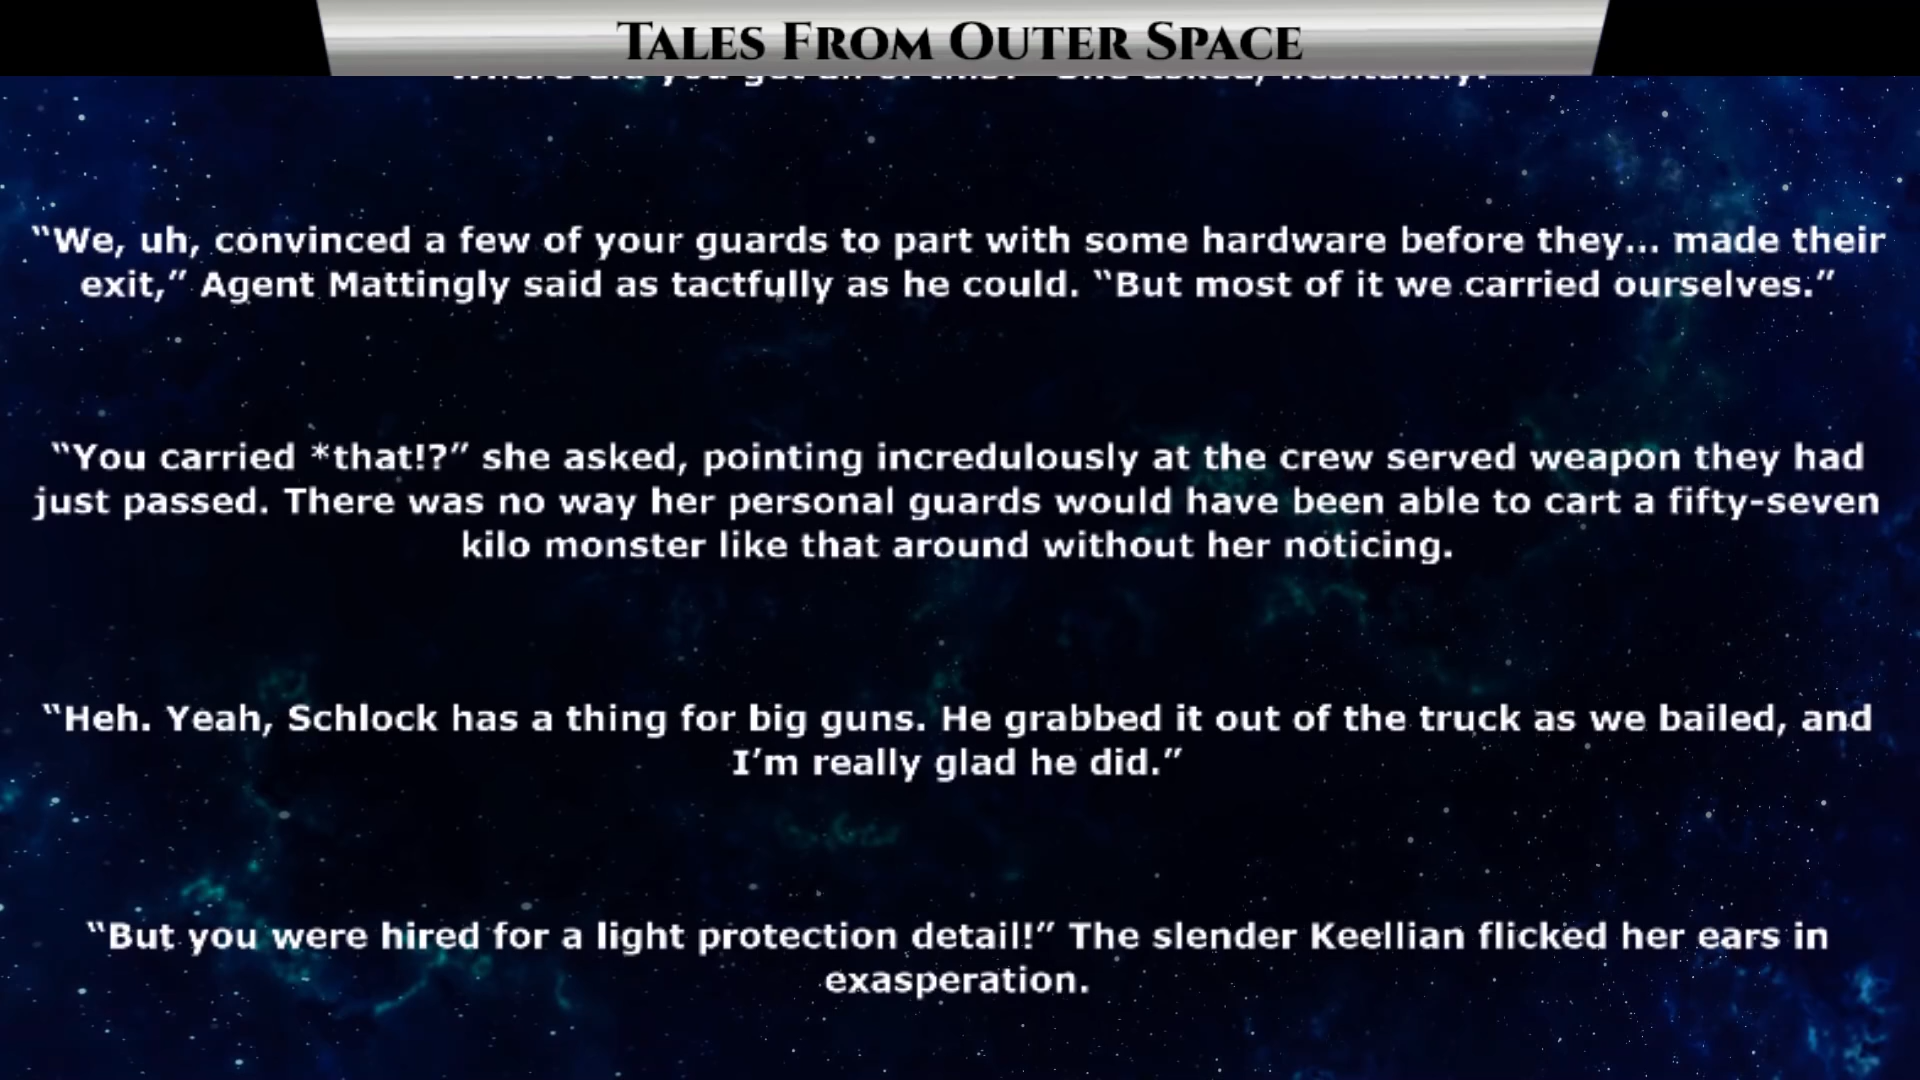 Tales From Outer Space
“We, uh, convinced a few of your guards to part with some hardware before they... made their
exit,” Agent Mattingly said as tactfully as he could. “But most of it we carried ourselves.”
“You carried *that!?” she asked, pointing incredulously at the crew served weapon they had
just passed. There was no way her personal guards would have been able to cart a fifty-seven
kilo monster like that around without her noticing.
“Heh. Yeah, Schlock has a thing for big guns. He grabbed it out of the truck as we bailed, and
I’m really glad he did.”
“But you were hired for a light protection detail!” The slender Keellian flicked her ears in
exasperation.